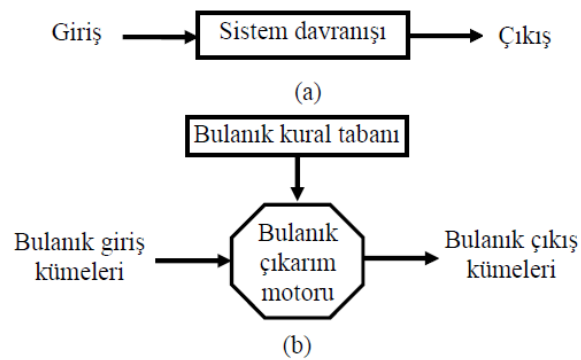 Giriş
Sistem davranışı
Çıkış
(a)
Bulanık kural tabanı
Bulanık giriş
kümeleri
Bulanık
çıkarım
motoru
Bulanık çıkış
kümeleri
(b)